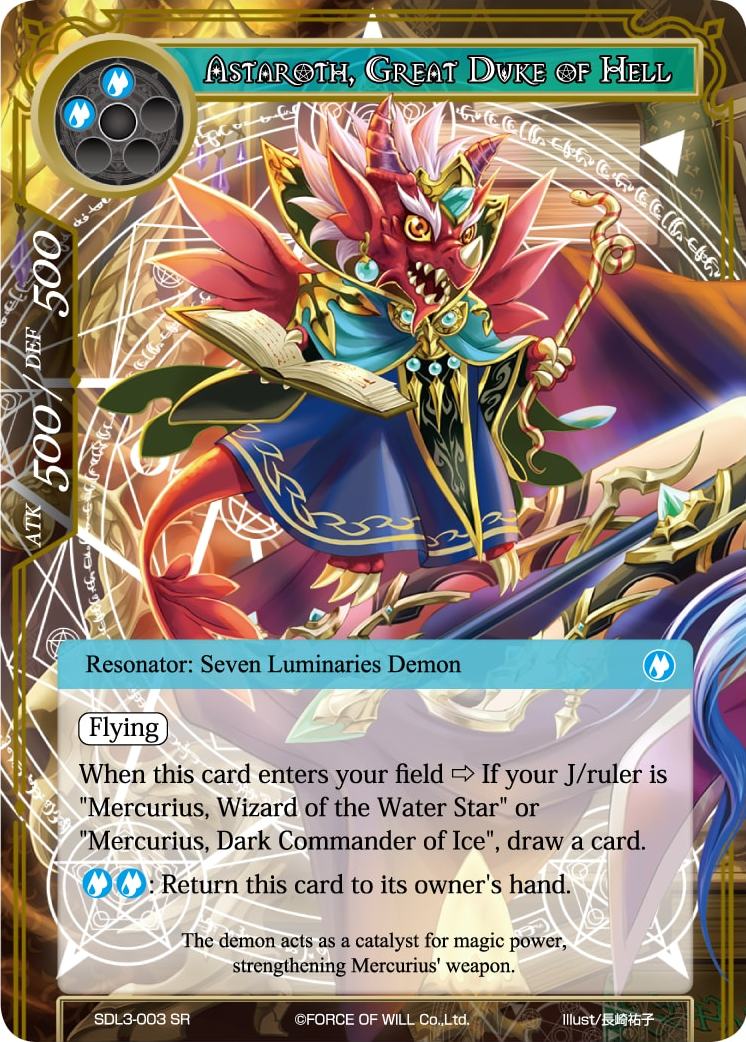 Astaroth, Great Duke of Hell
ATK 500 / DEF 500
Resonator: Seven Luminaries Demon
Flying
When this card enters your field ⇨ If your J/ruler is
"Mercurius, Wizard of the Water Star" or
"Mercurius, Dark Commander of Ice", draw a card.
: Return this card to its owner's hand.
The demon acts as a catalyst for magic power,
strengthening Mercurius' weapon.
SDL3-003 SR
©FORCE OF WILL Co.,Ltd.
Illust/長崎祐子